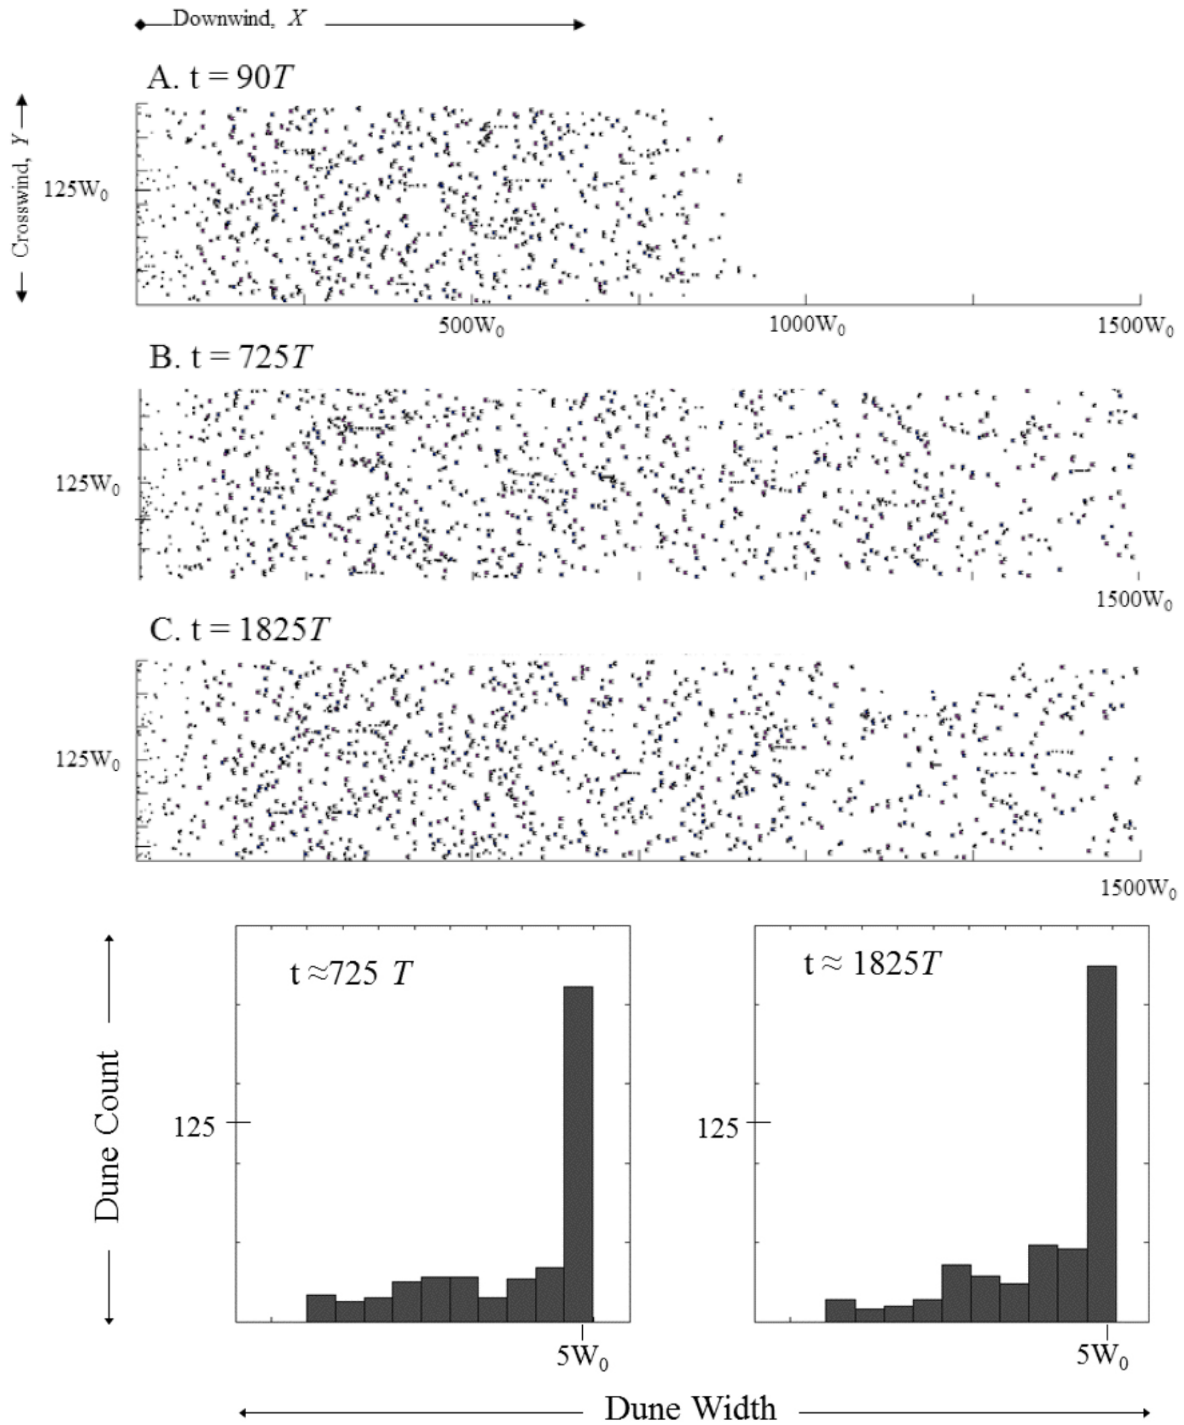 Downwind, X
A. t = 90T
Crosswind, Y
125W₀
500W₀ 1000W₀ 1500W₀
B. t = 725T
125W₀
1500W₀
C. t = 1825T
125W₀
1500W₀
t ≈725 T
t ≈ 1825T
Dune Count
125
125
5W₀
5W₀
Dune Width